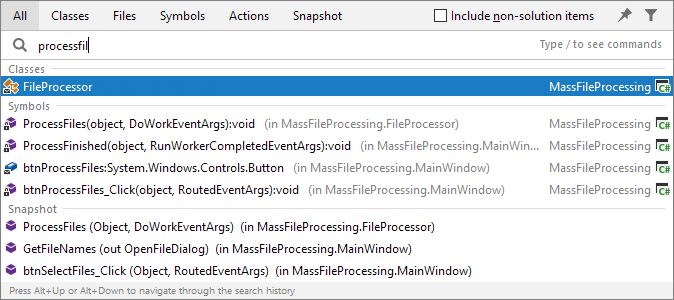 All Classes Files Symbols Actions Snapshot Include non-solution items
processfil Type / to see commands
Classes
FileProcessor MassFileProcessing C#
Symbols
ProcessFiles(object, DoWorkEventArgs):void (in MassFileProcessing.FileProcessor) MassFileProcessing C#
ProcessFinished(object, RunWorkerCompletedEventArgs):void (in MassFileProcessing.MainWin... MassFileProcessing C#
btnProcessFiles:System.Windows.Controls.Button (in MassFileProcessing.MainWindow) MassFileProcessing C#
btnProcessFiles_Click(object, RoutedEventArgs):void (in MassFileProcessing.MainWindow) MassFileProcessing C#
Snapshot
ProcessFiles (Object, DoWorkEventArgs) (in MassFileProcessing.FileProcessor)
GetFileNames (out OpenFileDialog) (in MassFileProcessing.MainWindow)
btnSelectFiles_Click (Object, RoutedEventArgs) (in MassFileProcessing.MainWindow)
Press Alt+Up or Alt+Down to navigate through the search history